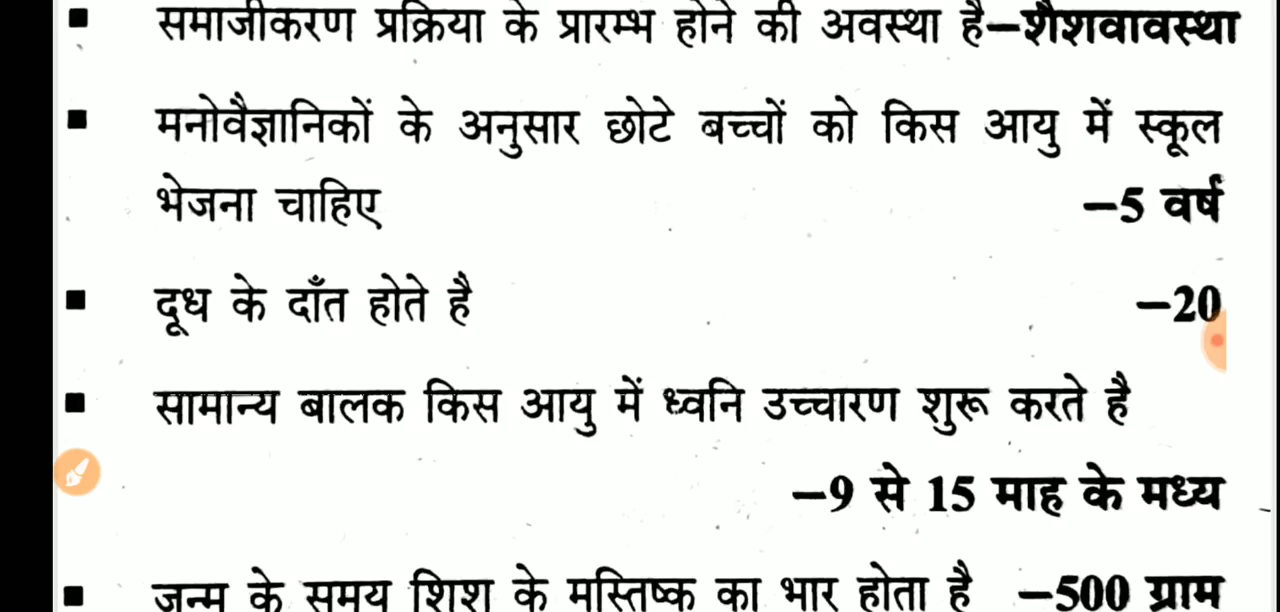 ▪ समाजीकरण प्रक्रिया के प्रारम्भ होने की अवस्था है–शैशवावस्था
▪ मनोवैज्ञानिकों के अनुसार छोटे बच्चों को किस आयु में स्कूल
भेजना चाहिए –5 वर्ष
▪ दूध के दाँत होते है –20
▪ सामान्य बालक किस आयु में ध्वनि उच्चारण शुरू करते है
–9 से 15 माह के मध्य
▪ जन्म के समय शिशु के मस्तिष्क का भार होता है –500 ग्राम